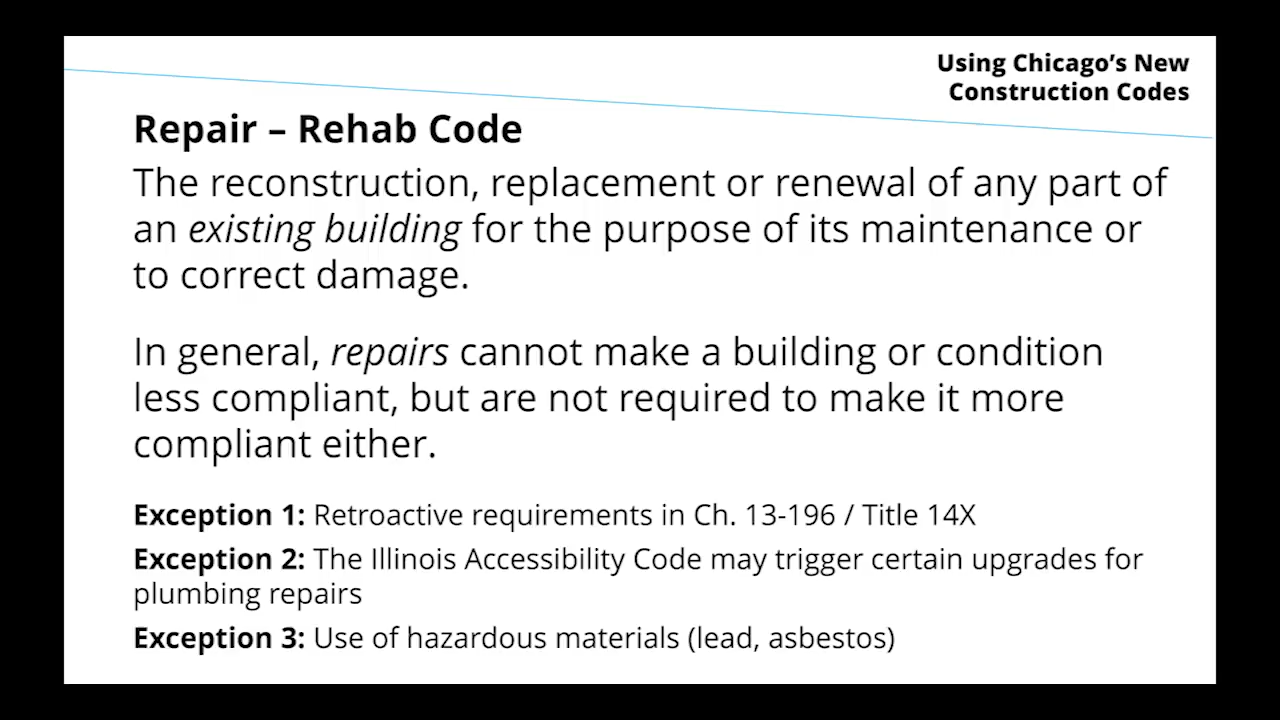 Using Chicago’s New
Construction Codes
Repair – Rehab Code
The reconstruction, replacement or renewal of any part of
an existing building for the purpose of its maintenance or
to correct damage.
In general, repairs cannot make a building or condition
less compliant, but are not required to make it more
compliant either.
Exception 1: Retroactive requirements in Ch. 13-196 / Title 14X
Exception 2: The Illinois Accessibility Code may trigger certain upgrades for
plumbing repairs
Exception 3: Use of hazardous materials (lead, asbestos)